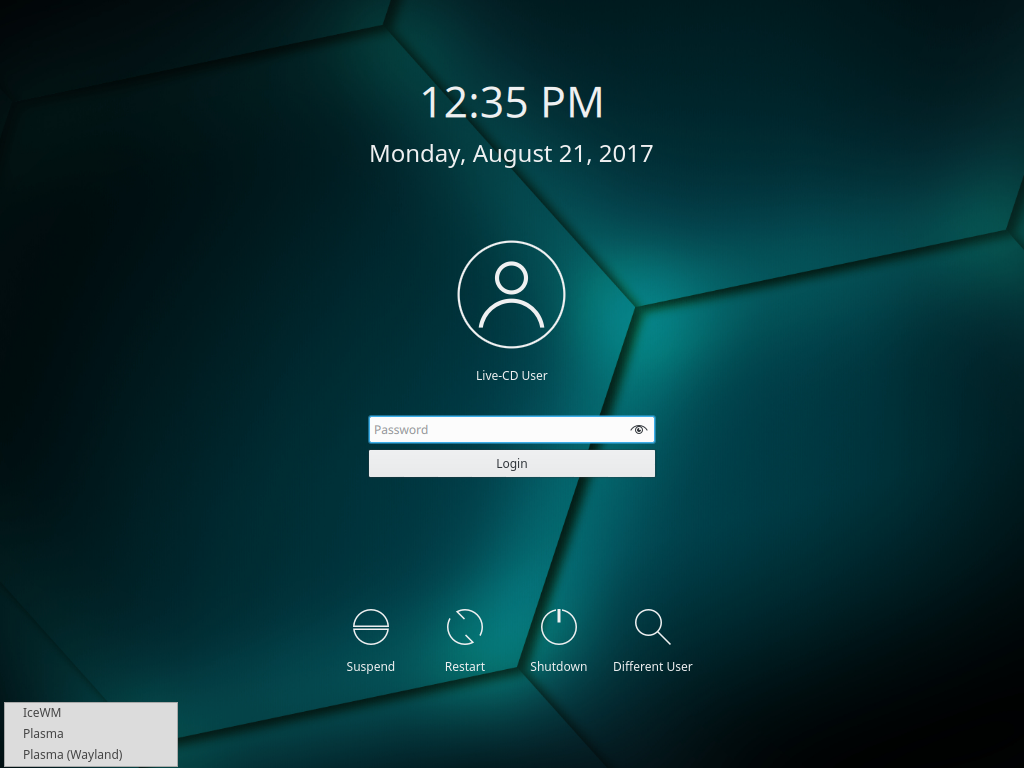 12:35 PM
Monday, August 21, 2017
Live-CD User
Password
Login
Suspend
Restart
Shutdown
Different User
IceWM
Plasma
Plasma (Wayland)